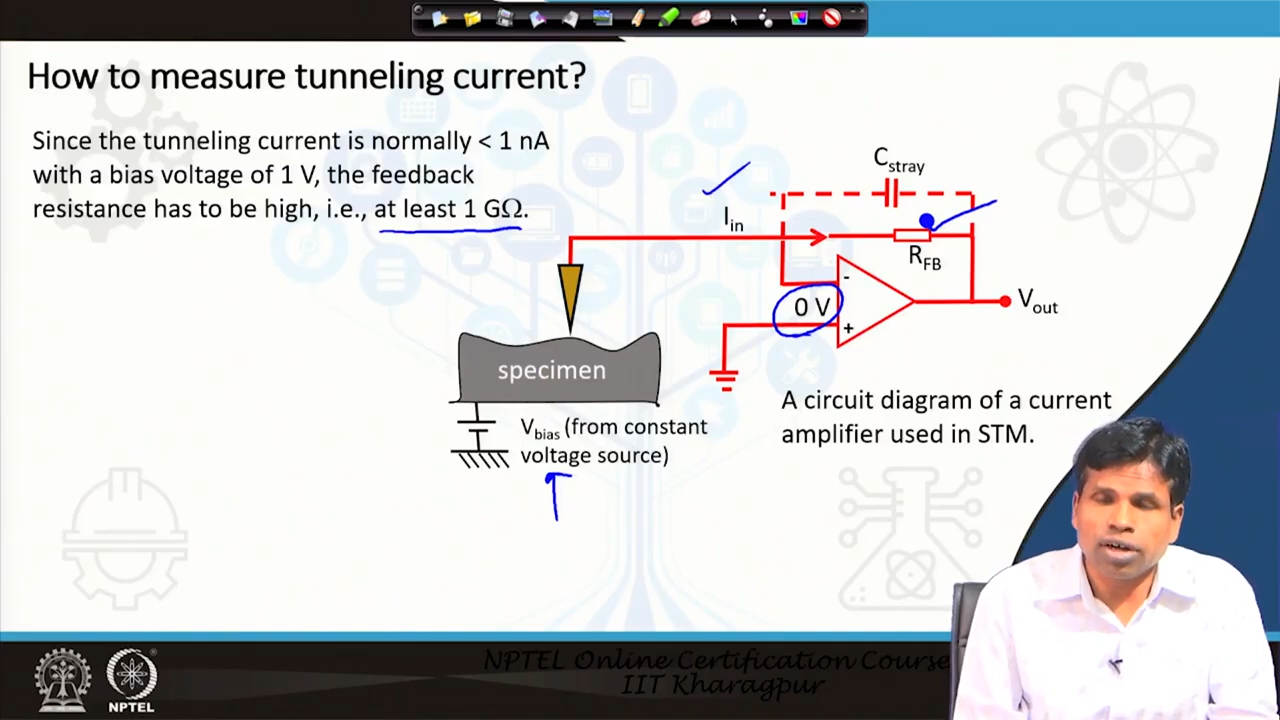 How to measure tunneling current?
Since the tunneling current is normally < 1 nA
with a bias voltage of 1 V, the feedback
resistance has to be high, i.e., at least 1 GΩ.
C_stray
I_in
R_FB
-
0 V
+
V_out
specimen
V_bias (from constant
voltage source)
A circuit diagram of a current
amplifier used in STM.
NPTEL Online Certification Course
IIT Kharagpur
NPTEL